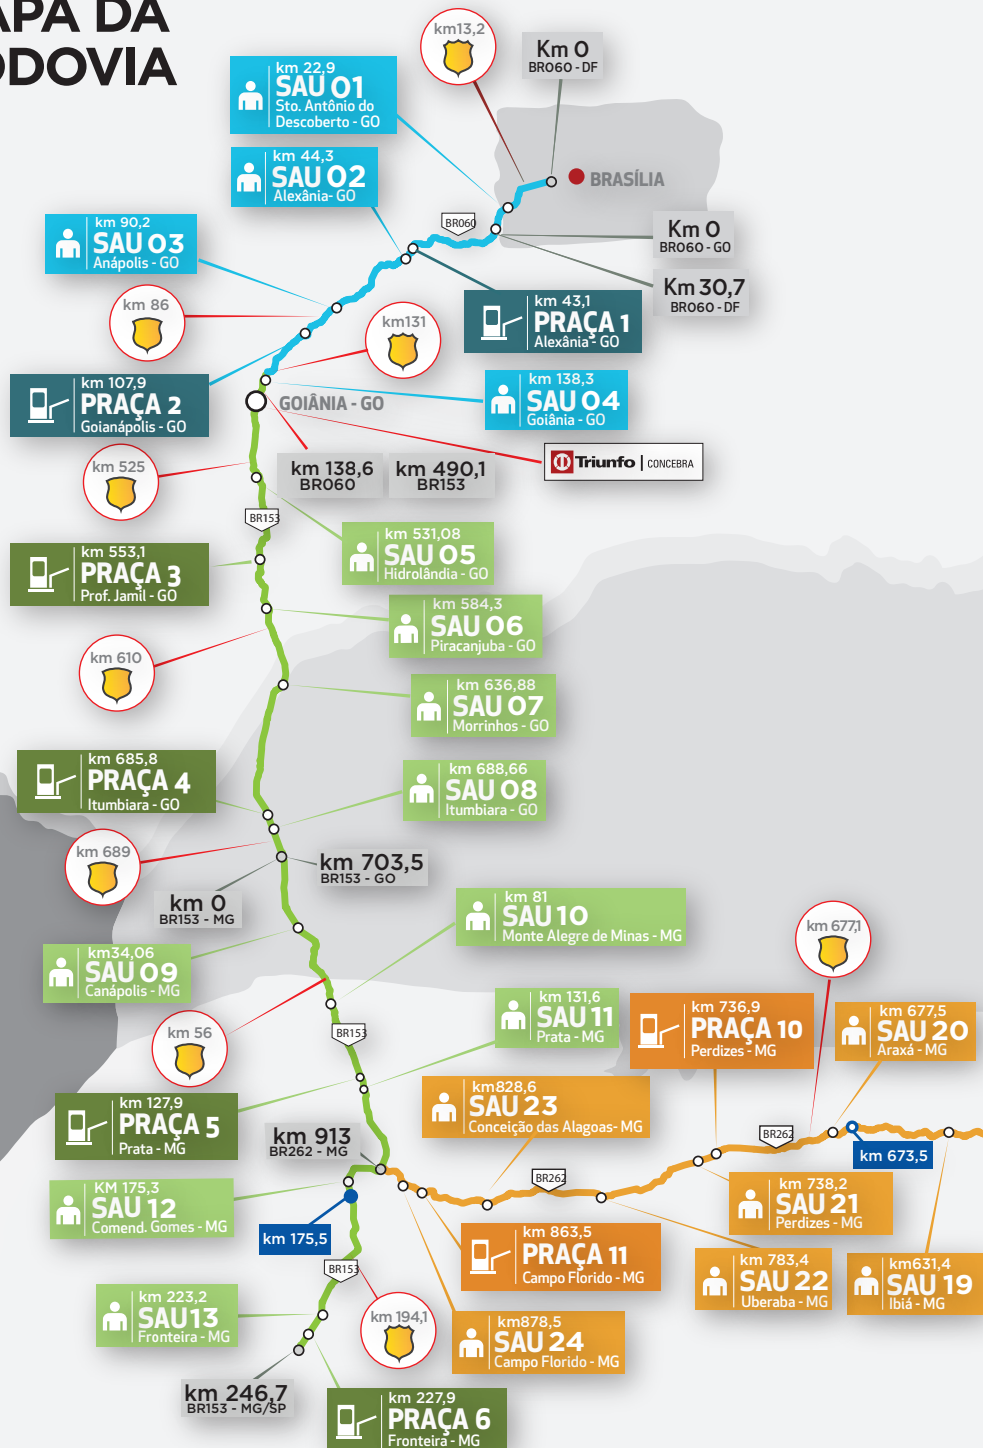 APA DA
ODOVIA
km13,2
Km 0
BR060 - DF
km 22,9
SAU 01
Sto. Antônio do
Descoberto - GO
km 44,3
SAU 02
Alexânia- GO
BRASÍLIA
km 90,2
SAU 03
Anápolis - GO
BR060
Km 0
BR060 - GO
Km 30,7
BR060 - DF
km 86
km131
km 43,1
PRAÇA 1
Alexânia - GO
km 107,9
PRAÇA 2
Goianápolis - GO
GOIÂNIA - GO
km 138,3
SAU 04
Goiânia - GO
km 525
km 138,6
BR060
km 490,1
BR153
Triunfo | CONCEBRA
BR153
km 531,08
SAU 05
Hidrolândia - GO
km 553,1
PRAÇA 3
Prof. Jamil - GO
km 584,3
SAU 06
Piracanjuba - GO
km 610
km 636,88
SAU 07
Morrinhos - GO
km 685,8
PRAÇA 4
Itumbiara - GO
km 688,66
SAU 08
Itumbiara - GO
km 689
km 703,5
BR153 - GO
km 0
BR153 - MG
km 81
SAU 10
Monte Alegre de Minas - MG
km 677,1
km34,06
SAU 09
Canápolis - MG
km 56
BR153
km 131,6
SAU 11
Prata - MG
km 736,9
PRAÇA 10
Perdizes - MG
km 677,5
SAU 20
Araxá - MG
km 127,9
PRAÇA 5
Prata - MG
km828,6
SAU 23
Conceição das Alagoas- MG
km 913
BR262 - MG
BR262
km 673,5
BR262
KM 175,3
SAU 12
Comend. Gomes - MG
km 738,2
SAU 21
Perdizes - MG
km 175,5
km 863,5
PRAÇA 11
Campo Florido - MG
km 783,4
SAU 22
Uberaba - MG
km631,4
SAU 19
Ibiá - MG
BR153
km 223,2
SAU13
Fronteira - MG
km 194,1
km878,5
SAU 24
Campo Florido - MG
km 246,7
BR153 - MG/SP
km 227,9
PRAÇA 6
Fronteira - MG